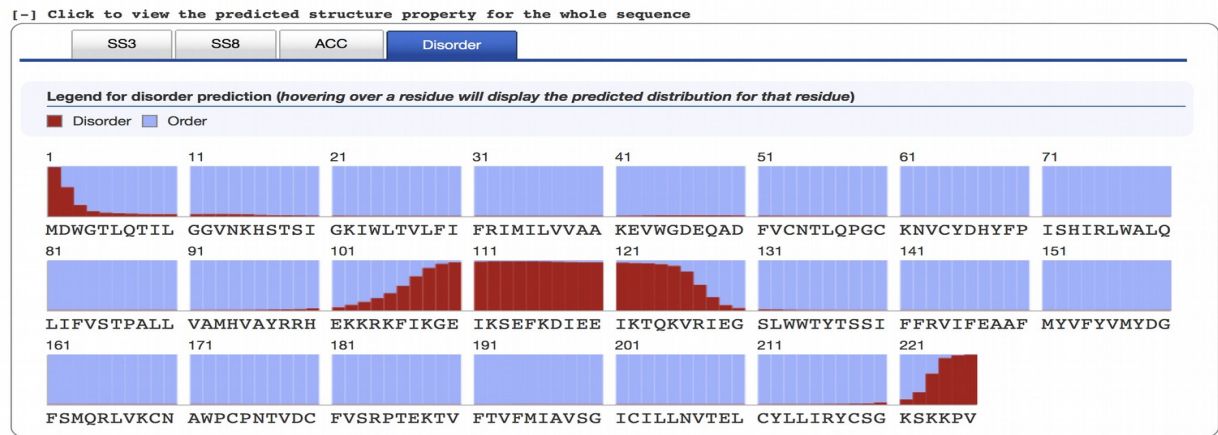 [-] Click to view the predicted structure property for the whole sequence
SS3 SS8 ACC Disorder
Legend for disorder prediction (hovering over a residue will display the predicted distribution for that residue)
Disorder Order
1 11 21 31 41 51 61 71
MDWGTLQTIL GGVNKHSTSI GKIWLTVLFI FRIMILVVAA KEVWGDEQAD FVCNTLQPGC KNVCYDHYFP ISHIRLWALQ
81 91 101 111 121 131 141 151
LIFVSTPALL VAMHVAYRRH EKKRKFIKGE IKSEFKDIEE IKTQKVRIEG SLWWTYTSSI FFRVIFEAAF MYVFYVMYDG
161 171 181 191 201 211 221
FSMQRLVKCN AWPCPNTVDC FVSRPTEKTV FTVFMIAVSG ICILLNVTEL CYLLIRYCSG KSKKPV